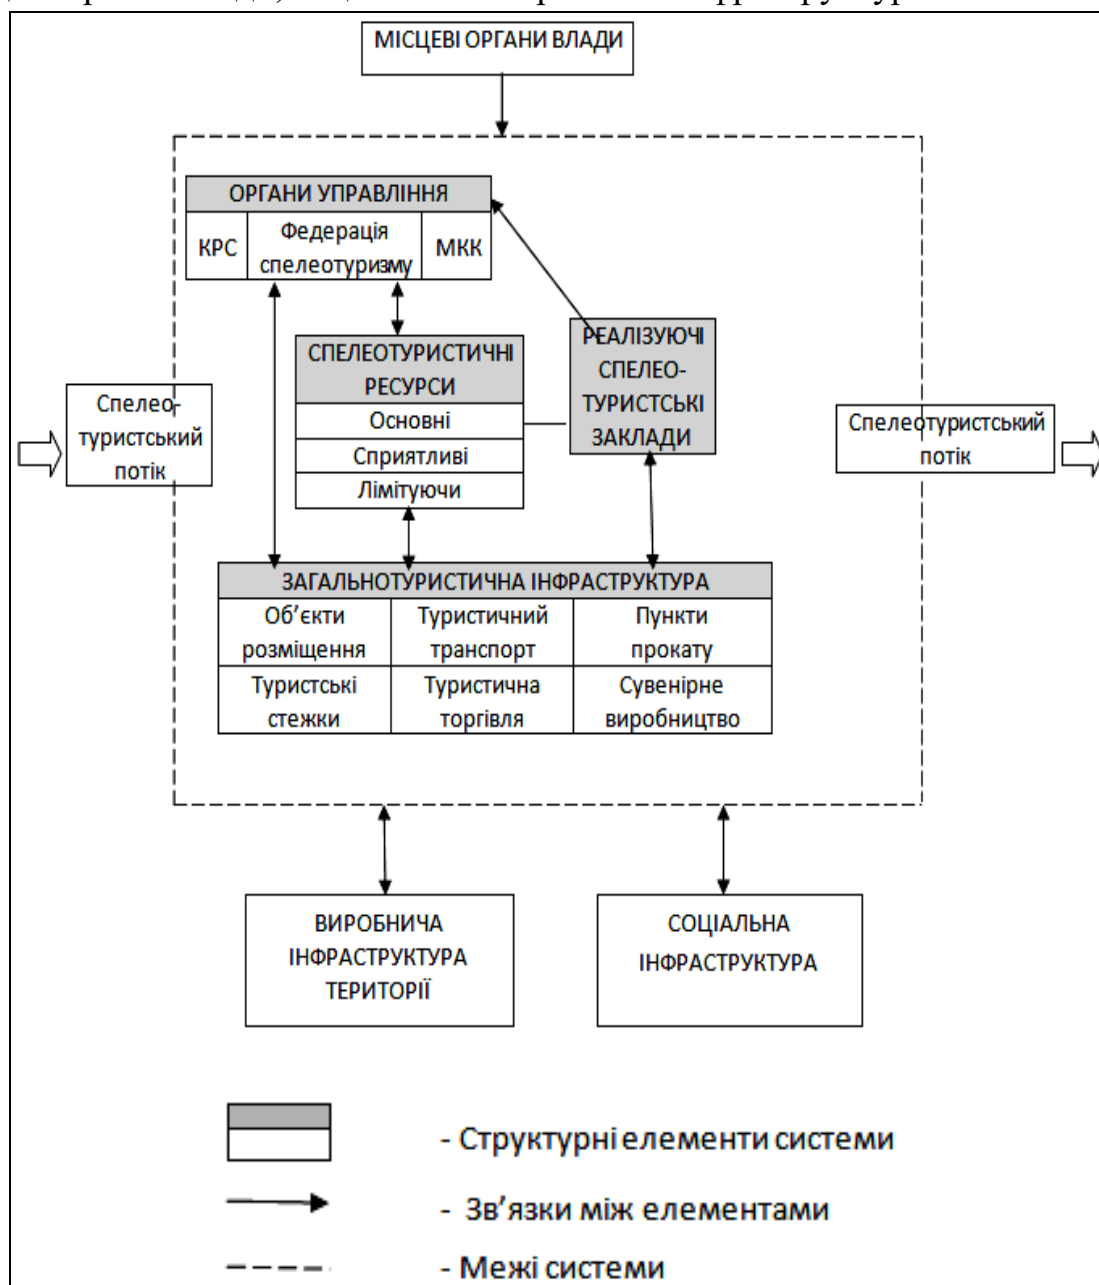 МІСЦЕВІ ОРГАНИ ВЛАДИ
ОРГАНИ УПРАВЛІННЯ
КРС
Федерація
спелеотуризму
МКК
СПЕЛЕОТУРИСТИЧНІ
РЕСУРСИ
Основні
Сприятливі
Лімітуючи
РЕАЛІЗУЮЧІ
СПЕЛЕО-
ТУРИСТСЬКІ
ЗАКЛАДИ
Спелео-
туристський
потік
Спелеотуристський
потік
ЗАГАЛЬНОТУРИСТИЧНА ІНФРАСТРУКТУРА
Об’єкти
розміщення
Туристичний
транспорт
Пункти
прокату
Туристські
стежки
Туристична
торгівля
Сувенірне
виробництво
ВИРОБНИЧА
ІНФРАСТРУКТУРА
ТЕРИТОРІЇ
СОЦІАЛЬНА
ІНФРАСТРУКТУРА
- Структурні елементи системи
- Зв’язки між елементами
- Межі системи